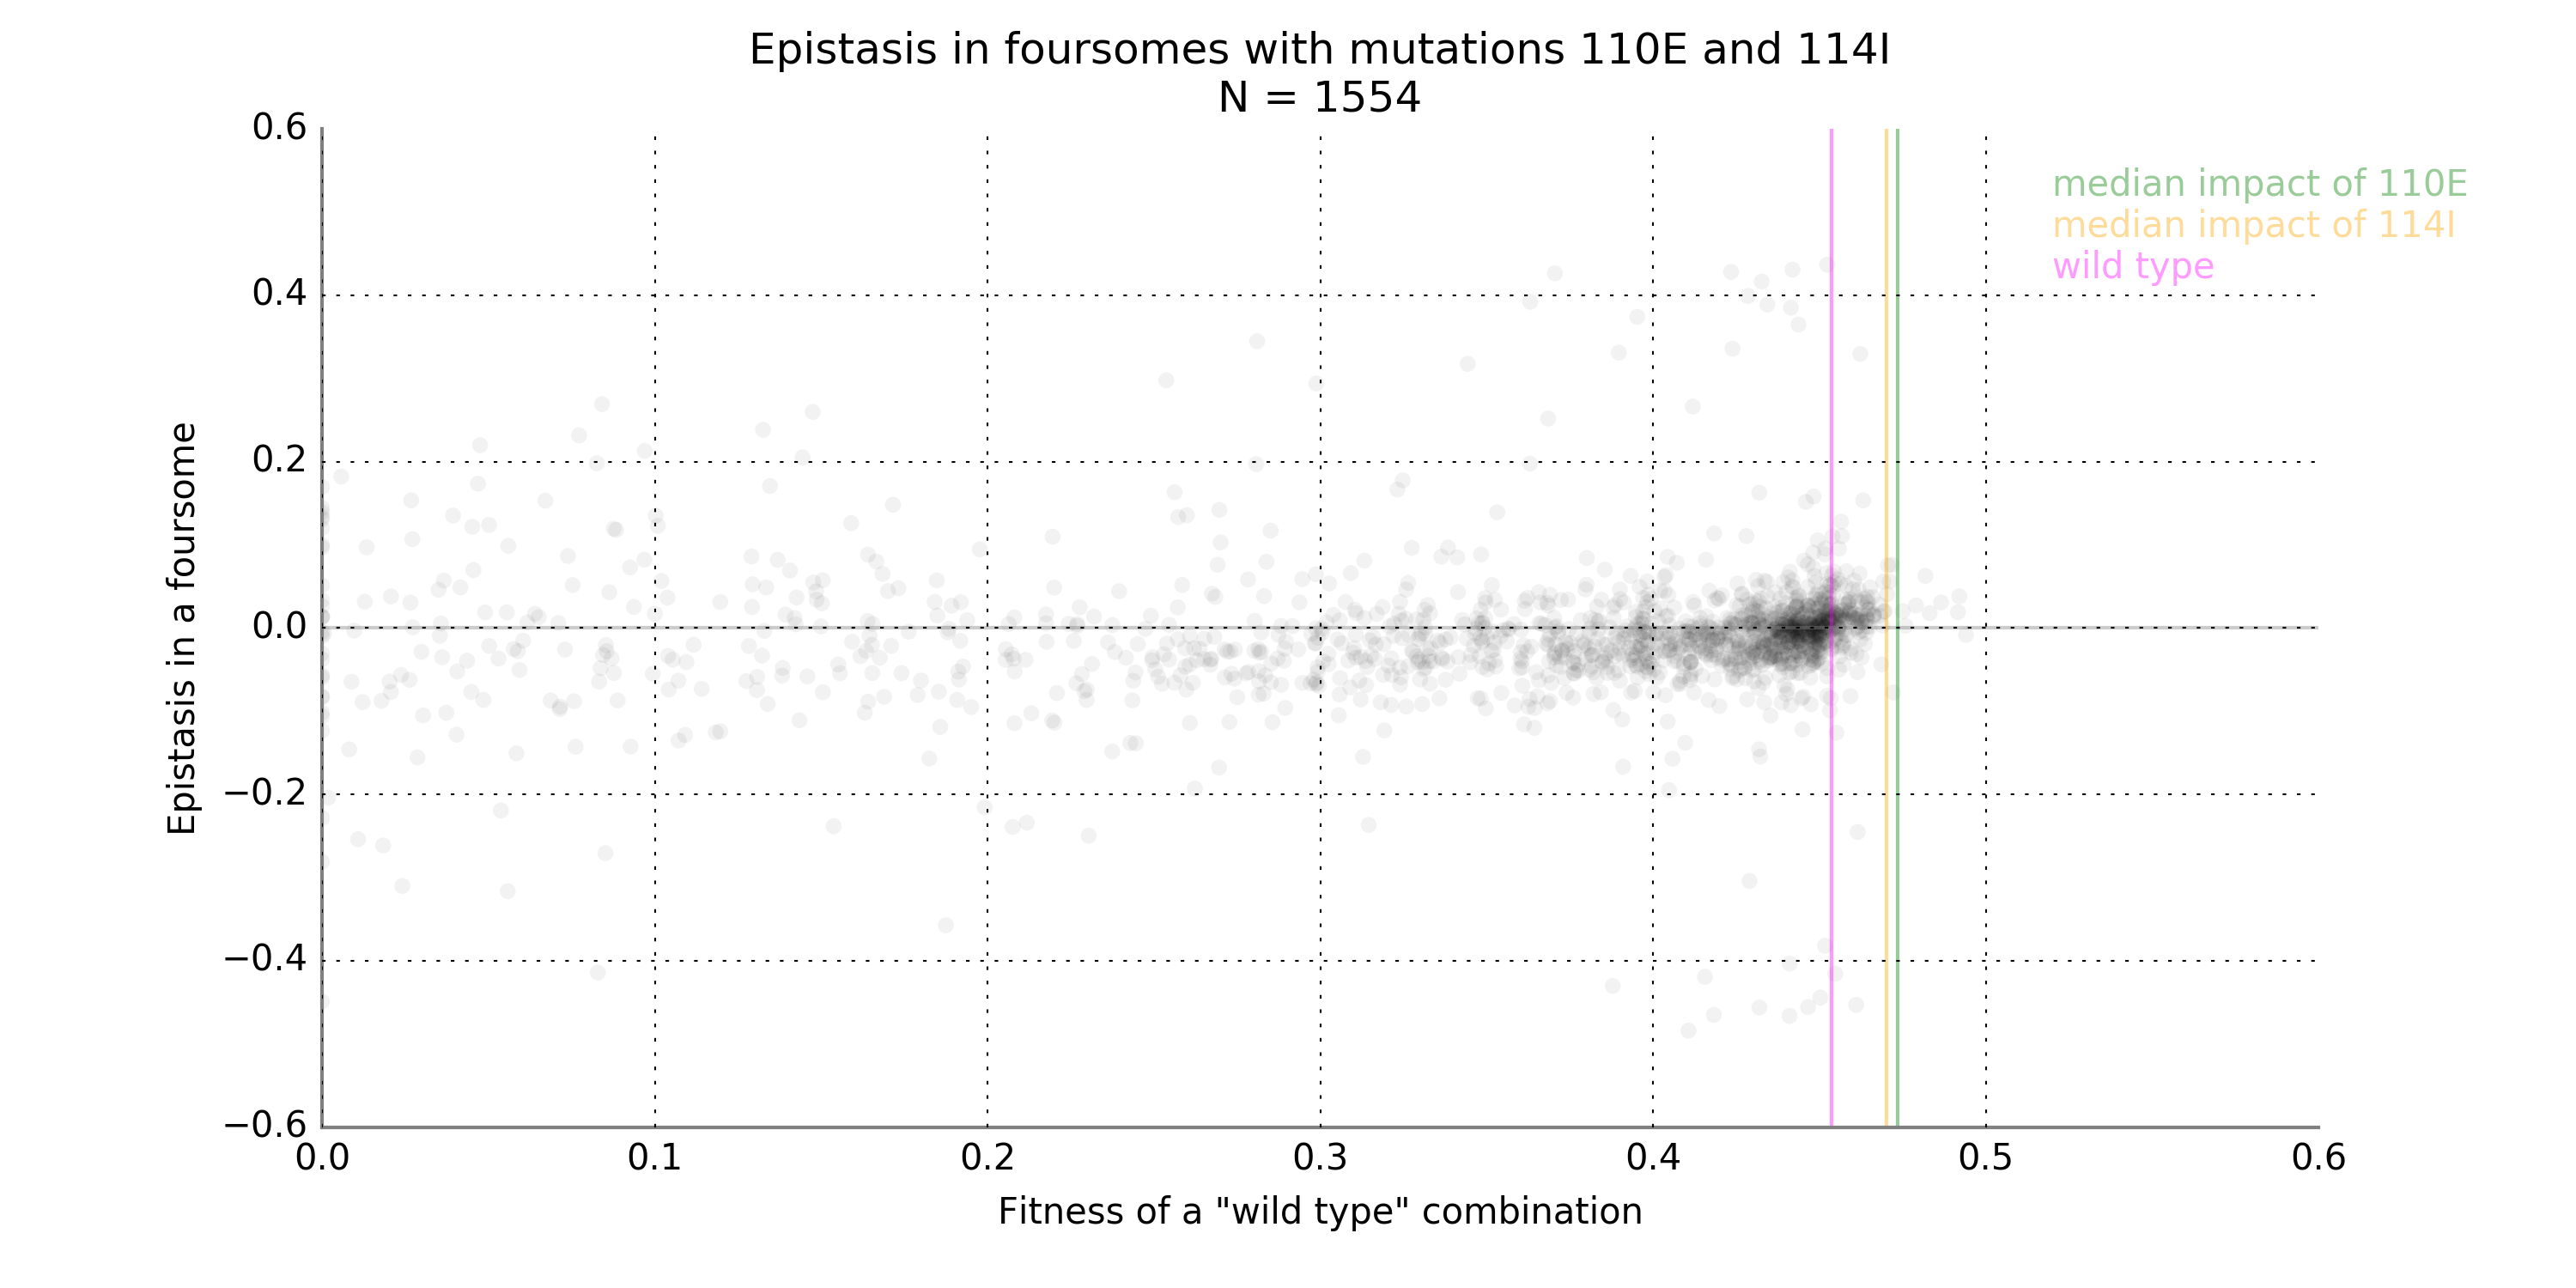 Epistasis in foursomes with mutations 110E and 114I
N = 1554
0.6
0.4
0.2
0.0
−0.2
−0.4
−0.6
Epistasis in a foursome
median impact of 110E
median impact of 114I
wild type
0.0 0.1 0.2 0.3 0.4 0.5 0.6
Fitness of a "wild type" combination